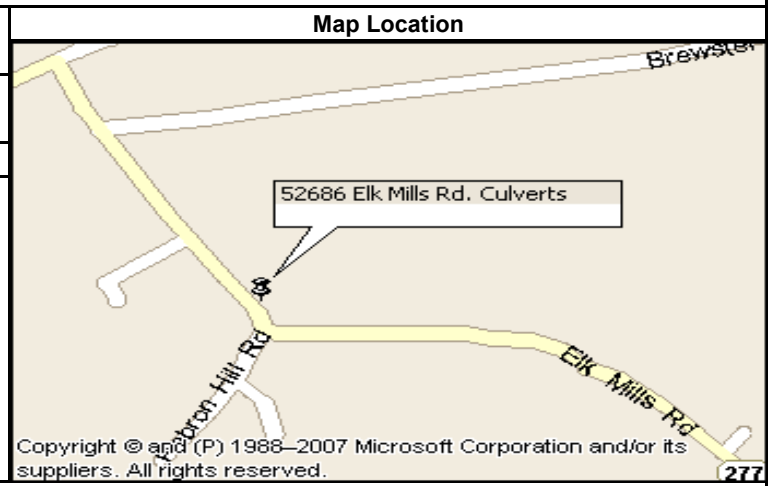 Map Location
Brewster
52686 Elk Mills Rd. Culverts
Elk Mills Rd
Hill Rd
Copyright © and (P) 1988–2007 Microsoft Corporation and/or its
suppliers. All rights reserved.
277